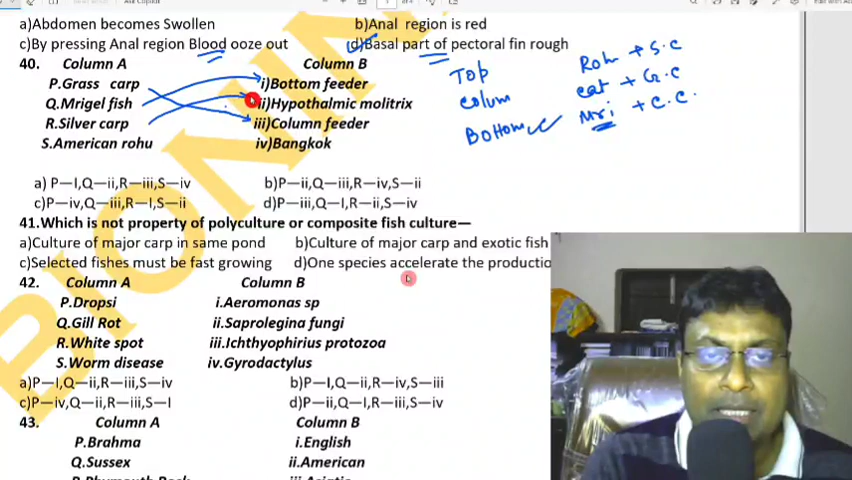 a)Abdomen becomes Swollen b)Anal region is red
c)By pressing Anal region Blood ooze out (d)Basal part of pectoral fin rough
40. Column A Column B
P.Grass carp i)Bottom feeder
Q.Mrigel fish ii)Hypothalmic molitrix
R.Silver carp iii)Column feeder
S.American rohu iv)Bangkok
Top
Colum
Bottom
Roh + S.C
Cat + G.C
Mri + C.C.
a) P—I,Q—ii,R—iii,S—iv b)P—ii,Q—iii,R—iv,S—ii
c)P—iv,Q—iii,R—I,S—ii d)P—iii,Q—I,R—ii,S—iv
41.Which is not property of polyculture or composite fish culture—
a)Culture of major carp in same pond b)Culture of major carp and exotic fish
c)Selected fishes must be fast growing d)One species accelerate the productio
42. Column A Column B
P.Dropsi i.Aeromonas sp
Q.Gill Rot ii.Saprolegina fungi
R.White spot iii.Ichthyophirius protozoa
S.Worm disease iv.Gyrodactylus
a)P—I,Q—ii,R—iii,S—iv b)P—I,Q—ii,R—iv,S—iii
c)P—iv,Q—ii,R—iii,S—I d)P—ii,Q—I,R—iii,S—iv
43. Column A Column B
P.Brahma i.English
Q.Sussex ii.American
BIONIN